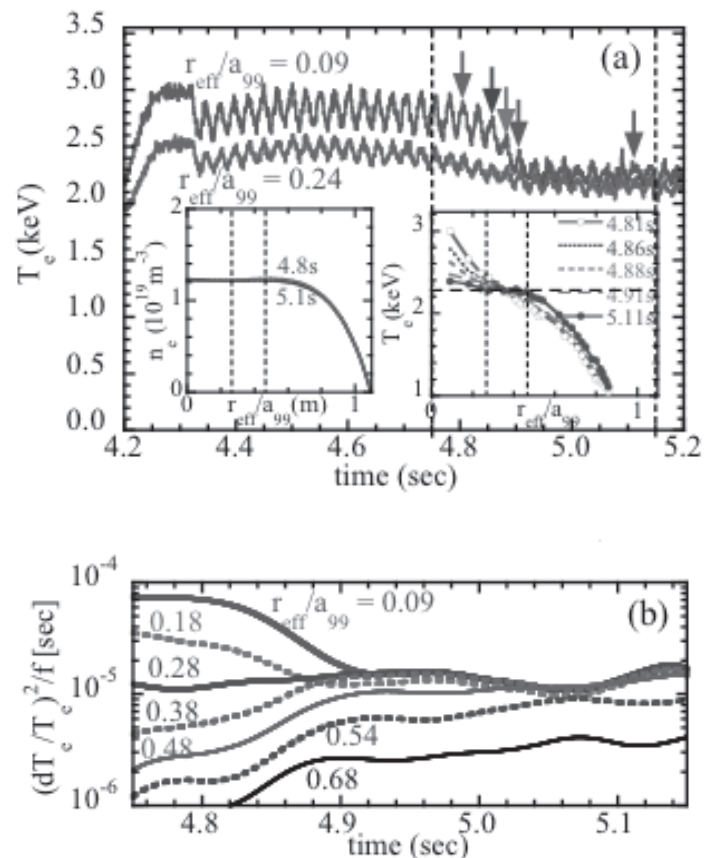 3.5
3.0
2.5
2.0
1.5
1.0
0.5
0.0
T_e(keV)
(a)
r_eff/a_99 = 0.09
r_eff/a_99 = 0.24
2
1
0
n_e (10^19 m^-3)
4.8s
5.1s
0 r_eff/a_99(m) 1
3
2
1
T_e(keV)
4.81s
4.86s
4.88s
4.91s
5.11s
0 r_eff/a_99 1
4.2 4.4 4.6 4.8 5.0 5.2
time (sec)
10^-4
10^-5
10^-6
(dT_e/T_e)^2/f [sec]
(b)
r_eff/a_99 = 0.09
0.18
0.28
0.38
0.48
0.54
0.68
4.8 4.9 5.0 5.1
time (sec)